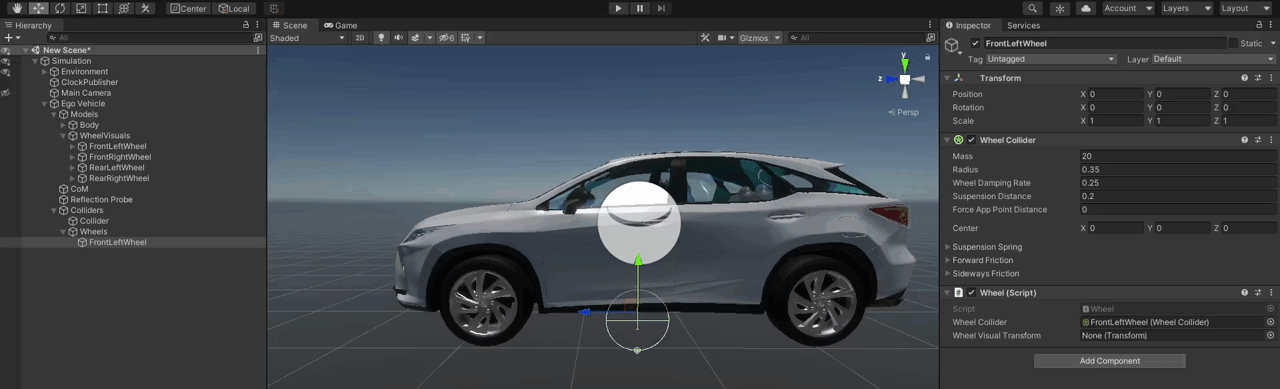 Center Local Account Layers Layout
Hierarchy Scene Game Inspector Services
All Shaded 2D 6 Gizmos All
New Scene*
Simulation
Environment
ClockPublisher
Main Camera
Ego Vehicle
Models
Body
WheelVisuals
FrontLeftWheel
FrontRightWheel
RearLeftWheel
RearRightWheel
CoM
Reflection Probe
Colliders
Collider
Wheels
FrontLeftWheel
y
z
Persp
FrontLeftWheel Static
Tag Untagged Layer Default
Transform
Position X 0 Y 0 Z 0
Rotation X 0 Y 0 Z 0
Scale X 1 Y 1 Z 1
Wheel Collider
Mass 20
Radius 0.35
Wheel Damping Rate 0.25
Suspension Distance 0.2
Force App Point Distance 0
Center X 0 Y 0 Z 0
Suspension Spring
Forward Friction
Sideways Friction
# Wheel (Script)
Script Wheel
Wheel Collider FrontLeftWheel (Wheel Collider)
Wheel Visual Transform None (Transform)
Add Component